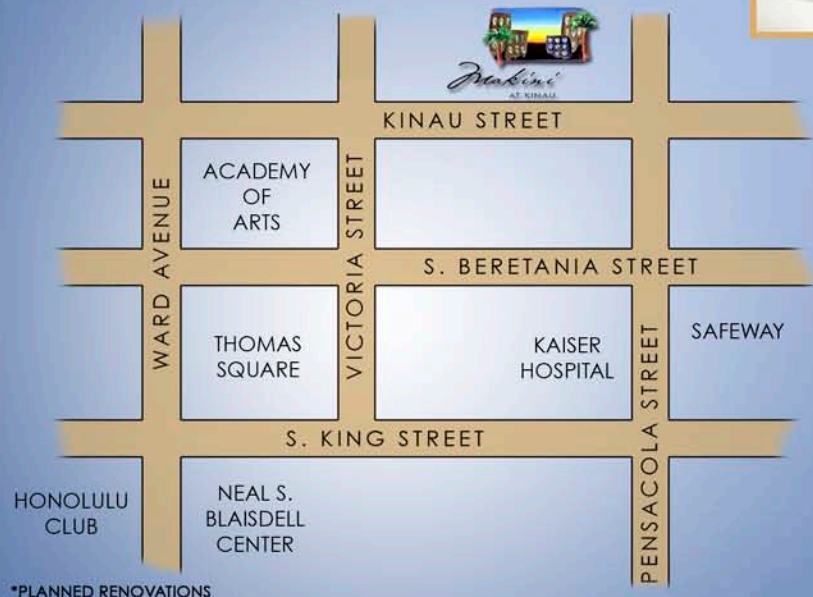 Makini
AT KINAU
KINAU STREET
ACADEMY
OF
ARTS
WARD AVENUE
VICTORIA STREET
S. BERETANIA STREET
THOMAS
SQUARE
KAISER
HOSPITAL
SAFEWAY
PENSACOLA STREET
S. KING STREET
HONOLULU
CLUB
NEAL S.
BLAISDELL
CENTER
*PLANNED RENOVATIONS